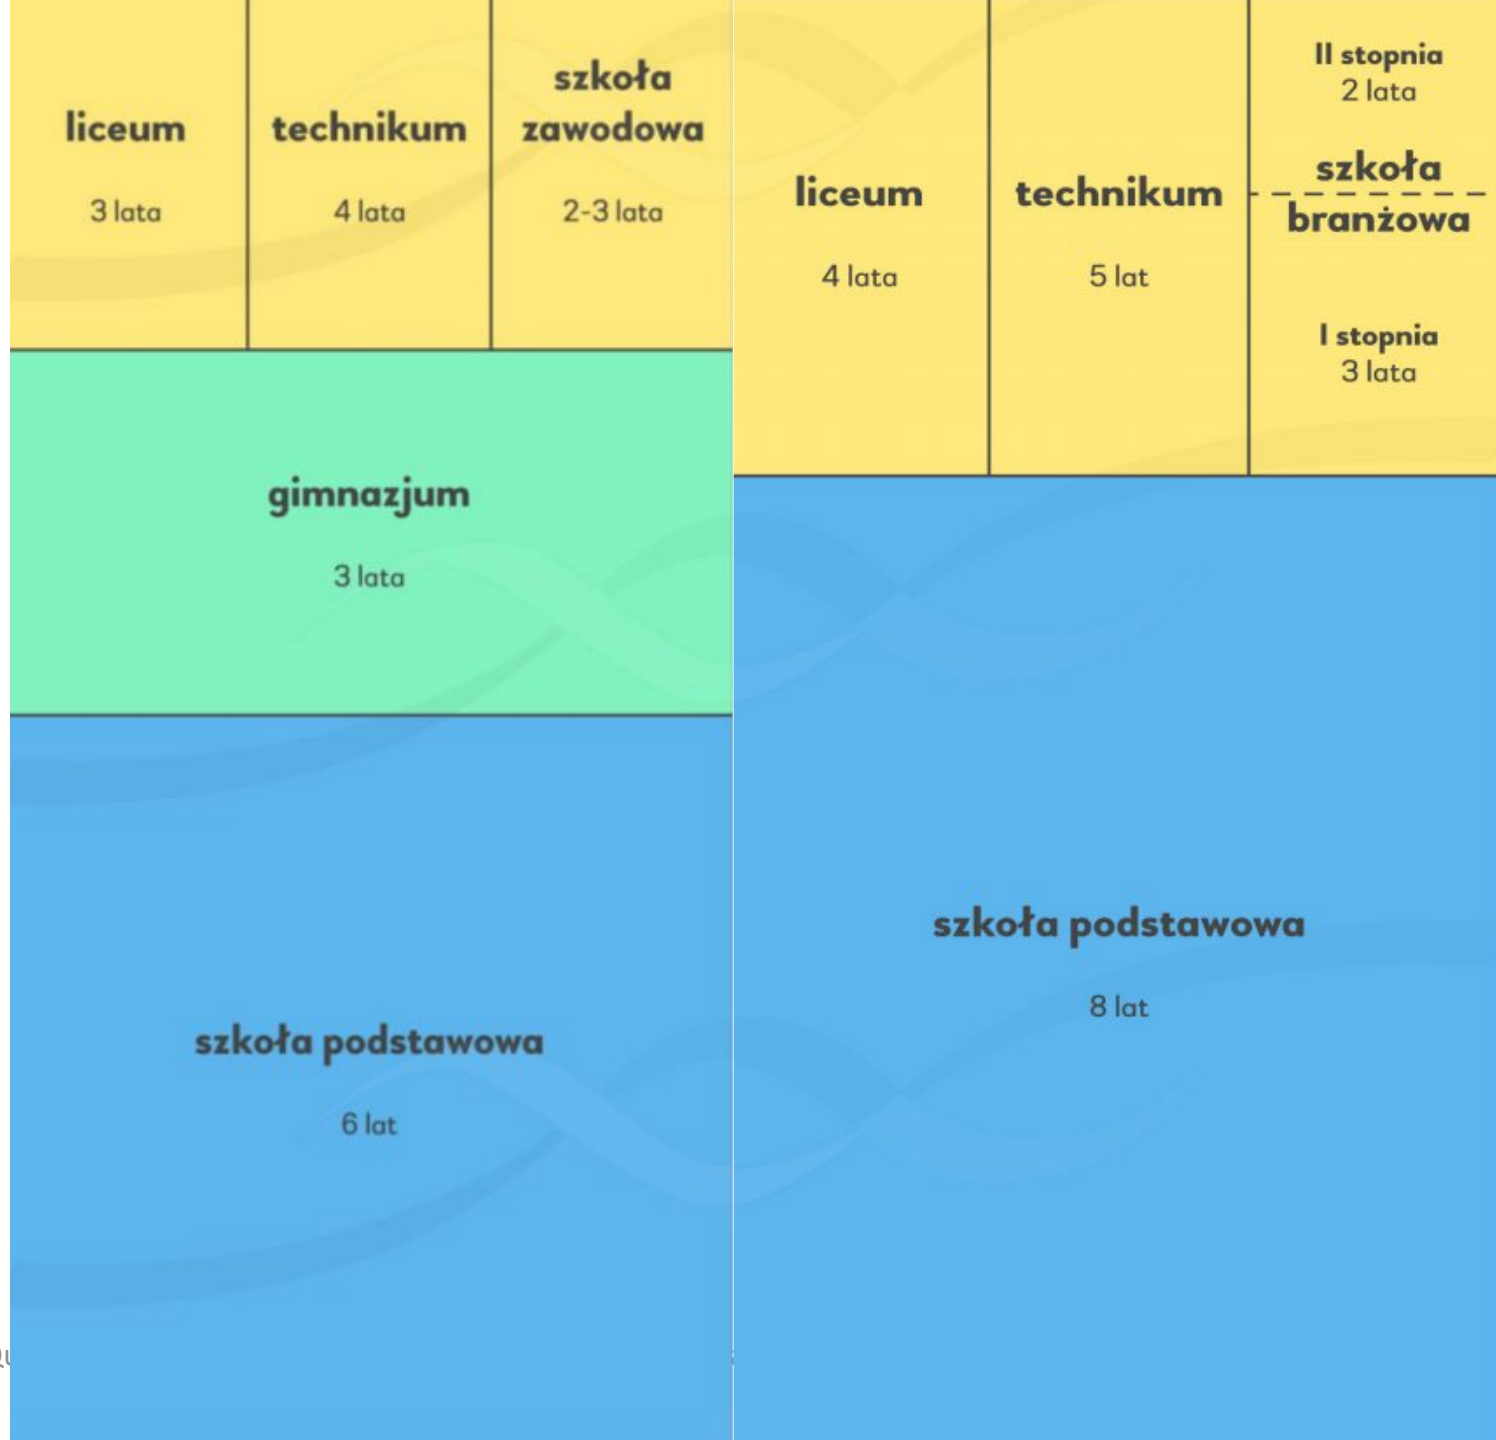 liceum
3 lata
technikum
4 lata
szkoła
zawodowa
2-3 lata
gimnazjum
3 lata
szkoła podstawowa
6 lat
liceum
4 lata
technikum
5 lat
II stopnia
2 lata
szkoła
branżowa
I stopnia
3 lata
szkoła podstawowa
8 lat